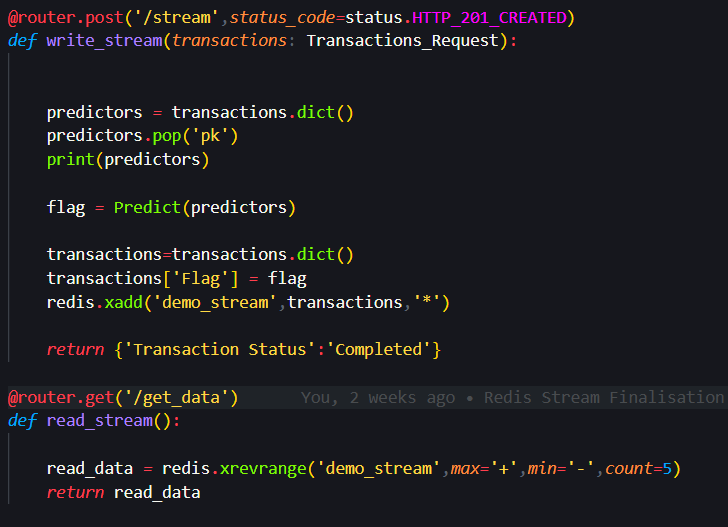 @router.post('/stream',status_code=status.HTTP_201_CREATED)
def write_stream(transactions: Transactions_Request):
predictors = transactions.dict()
predictors.pop('pk')
print(predictors)
flag = Predict(predictors)
transactions=transactions.dict()
transactions['Flag'] = flag
redis.xadd('demo_stream',transactions,'*')
return {'Transaction Status':'Completed'}
@router.get('/get_data') You, 2 weeks ago • Redis Stream Finalisation
def read_stream():
read_data = redis.xrevrange('demo_stream',max='+',min='-',count=5)
return read_data